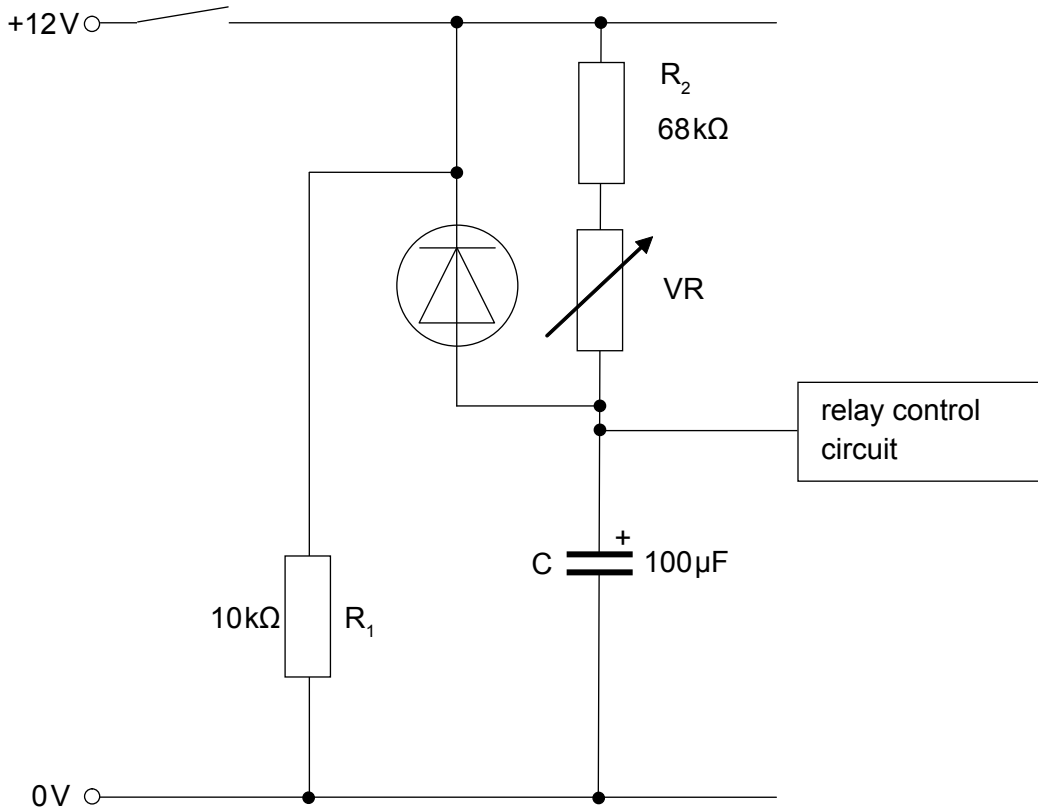 +12V
R₂
68kΩ
VR
relay control
circuit
+
C
100μF
10kΩ
R₁
0V